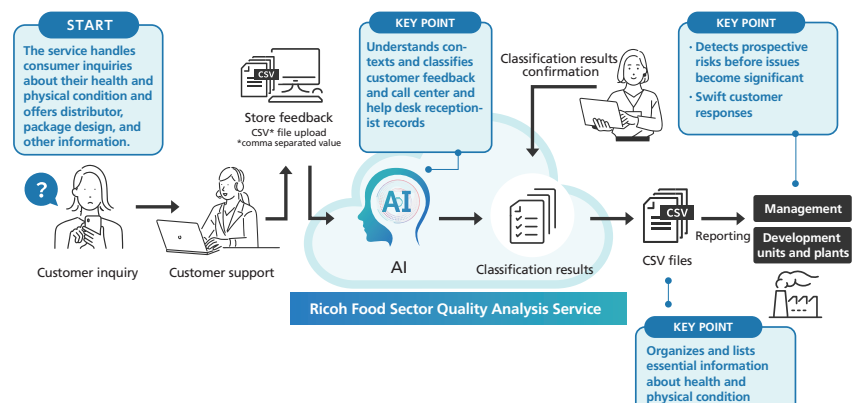 START
The service handles
consumer inquiries
about their health and
physical condition and
offers distributor,
package design, and
other information.
?
Customer inquiry
Customer support
CSV
Store feedback
CSV* file upload
*comma separated value
KEY POINT
Understands con-
texts and classifies
customer feedback
and call center and
help desk reception-
ist records
AI
AI
Classification results
confirmation
Classification results
Ricoh Food Sector Quality Analysis Service
CSV
CSV files
Reporting
KEY POINT
· Detects prospective
risks before issues
become significant
· Swift customer
responses
Management
Development
units and plants
KEY POINT
Organizes and lists
essential information
about health and
physical condition